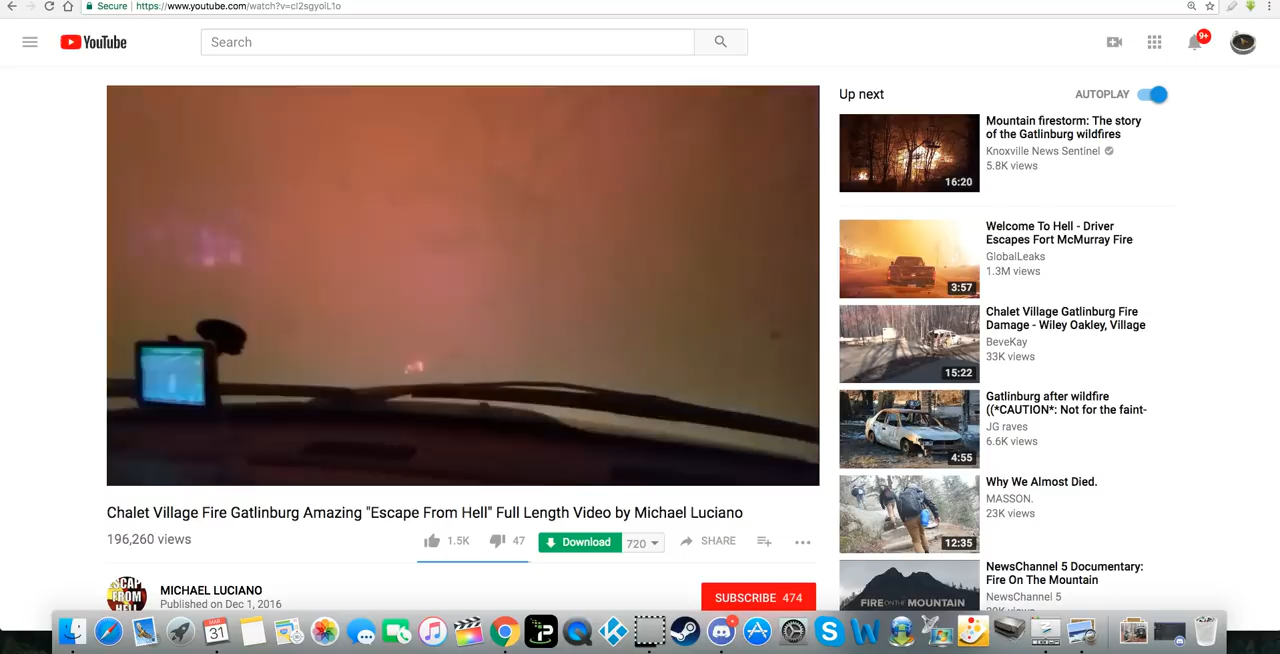 Secure https://www.youtube.com/watch?v=cI2sgyoiL1o
YouTube
Search
9+
Up next
AUTOPLAY
Mountain firestorm: The story
of the Gatlinburg wildfires
Knoxville News Sentinel
5.8K views
16:20
Welcome To Hell - Driver
Escapes Fort McMurray Fire
GlobalLeaks
1.3M views
3:57
Chalet Village Gatlinburg Fire
Damage - Wiley Oakley, Village
BeveKay
33K views
15:22
Gatlinburg after wildfire
((*CAUTION*: Not for the faint-
JG raves
6.6K views
4:55
Why We Almost Died.
MASSON.
23K views
12:35
NewsChannel 5 Documentary:
Fire On The Mountain
NewsChannel 5
FIRE ON THE MOUNTAIN
Chalet Village Fire Gatlinburg Amazing "Escape From Hell" Full Length Video by Michael Luciano
196,260 views
1.5K
47
Download
720
SHARE
ESCAPE
FROM
HELL
MICHAEL LUCIANO
Published on Dec 1, 2016
SUBSCRIBE 474
MAR
31